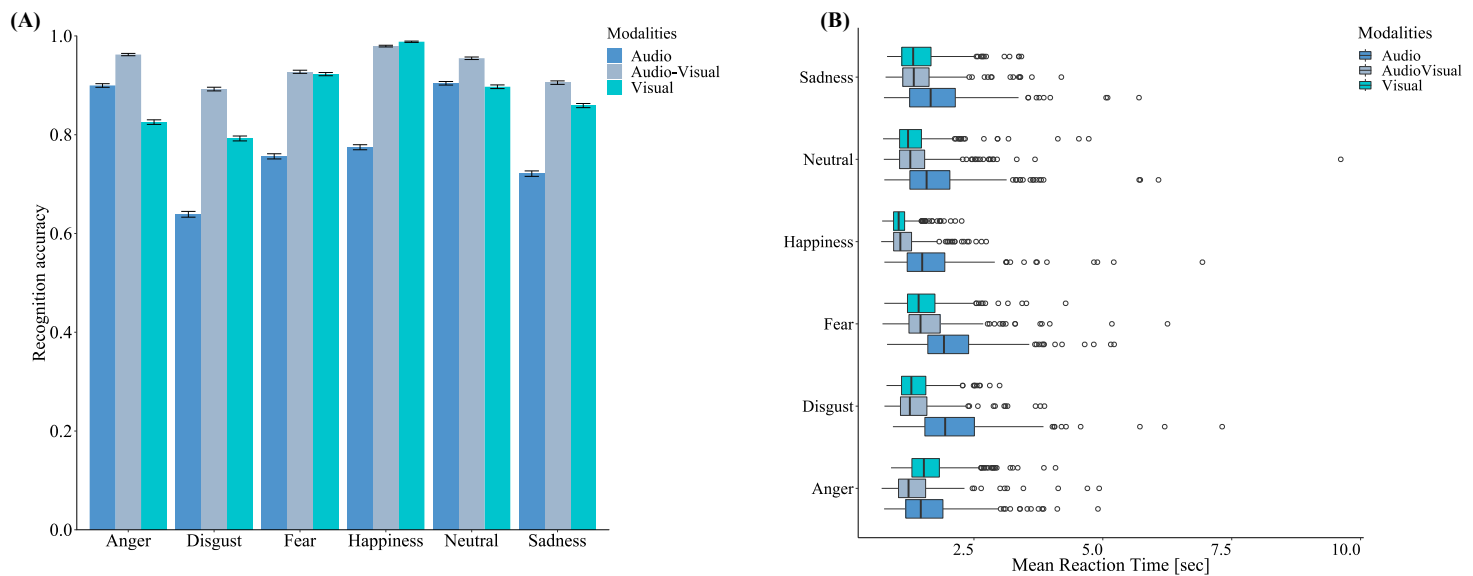 (A)
Modalities
Audio
Audio-Visual
Visual
Recognition accuracy
1.0
0.8
0.6
0.4
0.2
0.0
Anger Disgust Fear Happiness Neutral Sadness
(B)
Modalities
Audio
AudioVisual
Visual
Sadness
Neutral
Happiness
Fear
Disgust
Anger
2.5 5.0 7.5 10.0
Mean Reaction Time [sec]